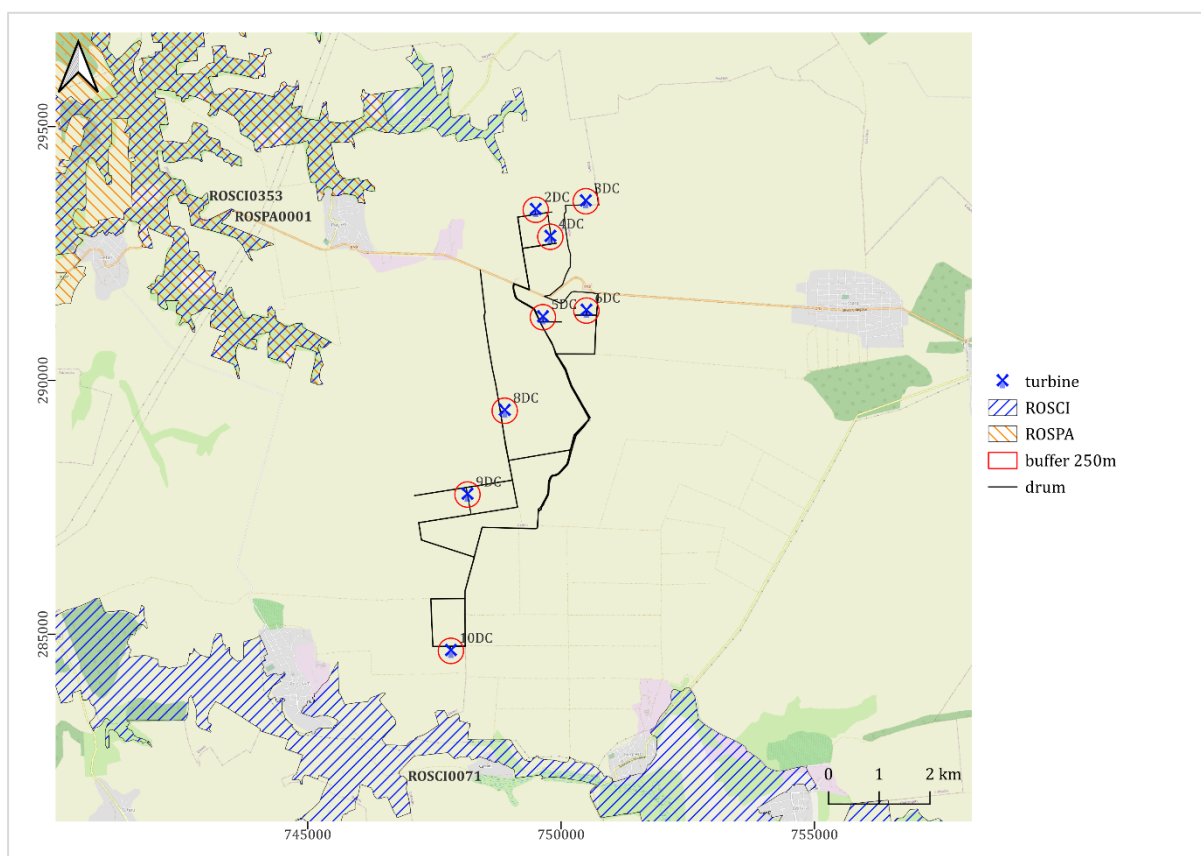 295000
290000
285000
ROSCI0353
ROSPA0001
2DC
3DC
4DC
5DC
6DC
8DC
9DC
10DC
ROSCI0071
0 1 2 km
745000 750000 755000
turbine
ROSCI
ROSPA
buffer 250m
drum